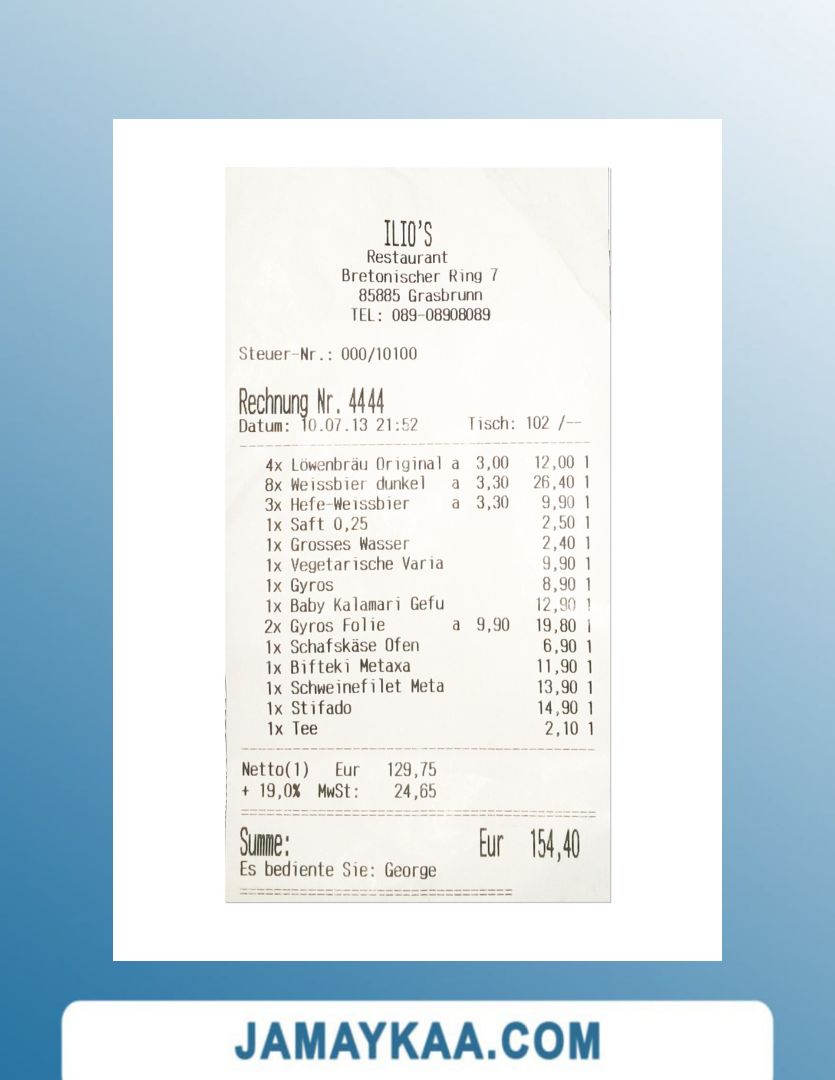 ILIO'S
Restaurant
Bretonischer Ring 7
85885 Grasbrunn
TEL: 089-08908089
Steuer-Nr.: 000/10100
Rechnung Nr. 4444
Datum: 10.07.13 21:52 Tisch: 102 /--
4x Löwenbräu Original a 3,00 12,00 1
8x Weissbier dunkel a 3,30 26,40 1
3x Hefe-Weissbier a 3,30 9,90 1
1x Saft 0,25 2,50 1
1x Grosses Wasser 2,40 1
1x Vegetarische Varia 9,90 1
1x Gyros 8,90 1
1x Baby Kalamari Gefu 12,90 1
2x Gyros Folie a 9,90 19,80 1
1x Schafskäse Ofen 6,90 1
1x Bifteki Metaxa 11,90 1
1x Schweinefilet Meta 13,90 1
1x Stifado 14,90 1
1x Tee 2,10 1
Netto(1) Eur 129,75
+ 19,0% MwSt: 24,65
Summe: Eur 154,40
Es bediente Sie: George
JAMAYKAA.COM